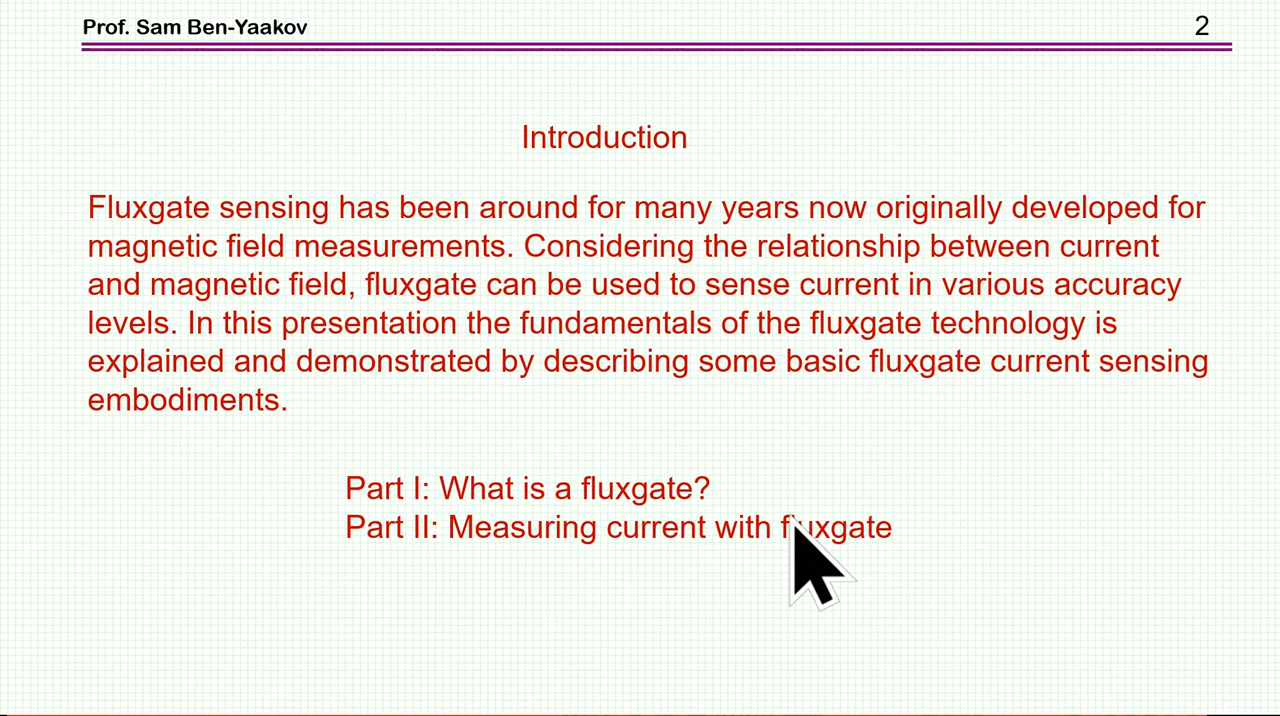 Prof. Sam Ben-Yaakov
2
Introduction
Fluxgate sensing has been around for many years now originally developed for
magnetic field measurements. Considering the relationship between current
and magnetic field, fluxgate can be used to sense current in various accuracy
levels. In this presentation the fundamentals of the fluxgate technology is
explained and demonstrated by describing some basic fluxgate current sensing
embodiments.
Part I: What is a fluxgate?
Part II: Measuring current with fluxgate